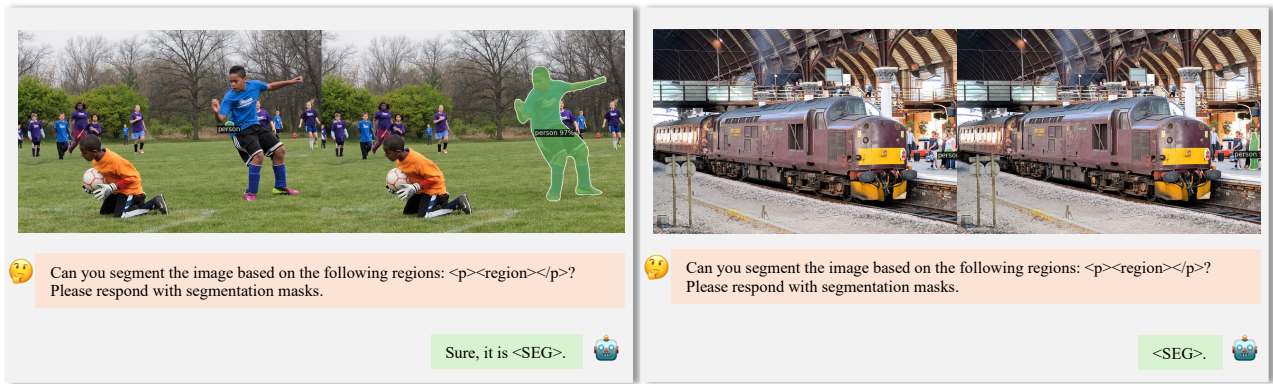 person
person 97%
Can you segment the image based on the following regions: <p><region></p>?
Please respond with segmentation masks.
Sure, it is <SEG>.
person
person
Can you segment the image based on the following regions: <p><region></p>?
Please respond with segmentation masks.
<SEG>.